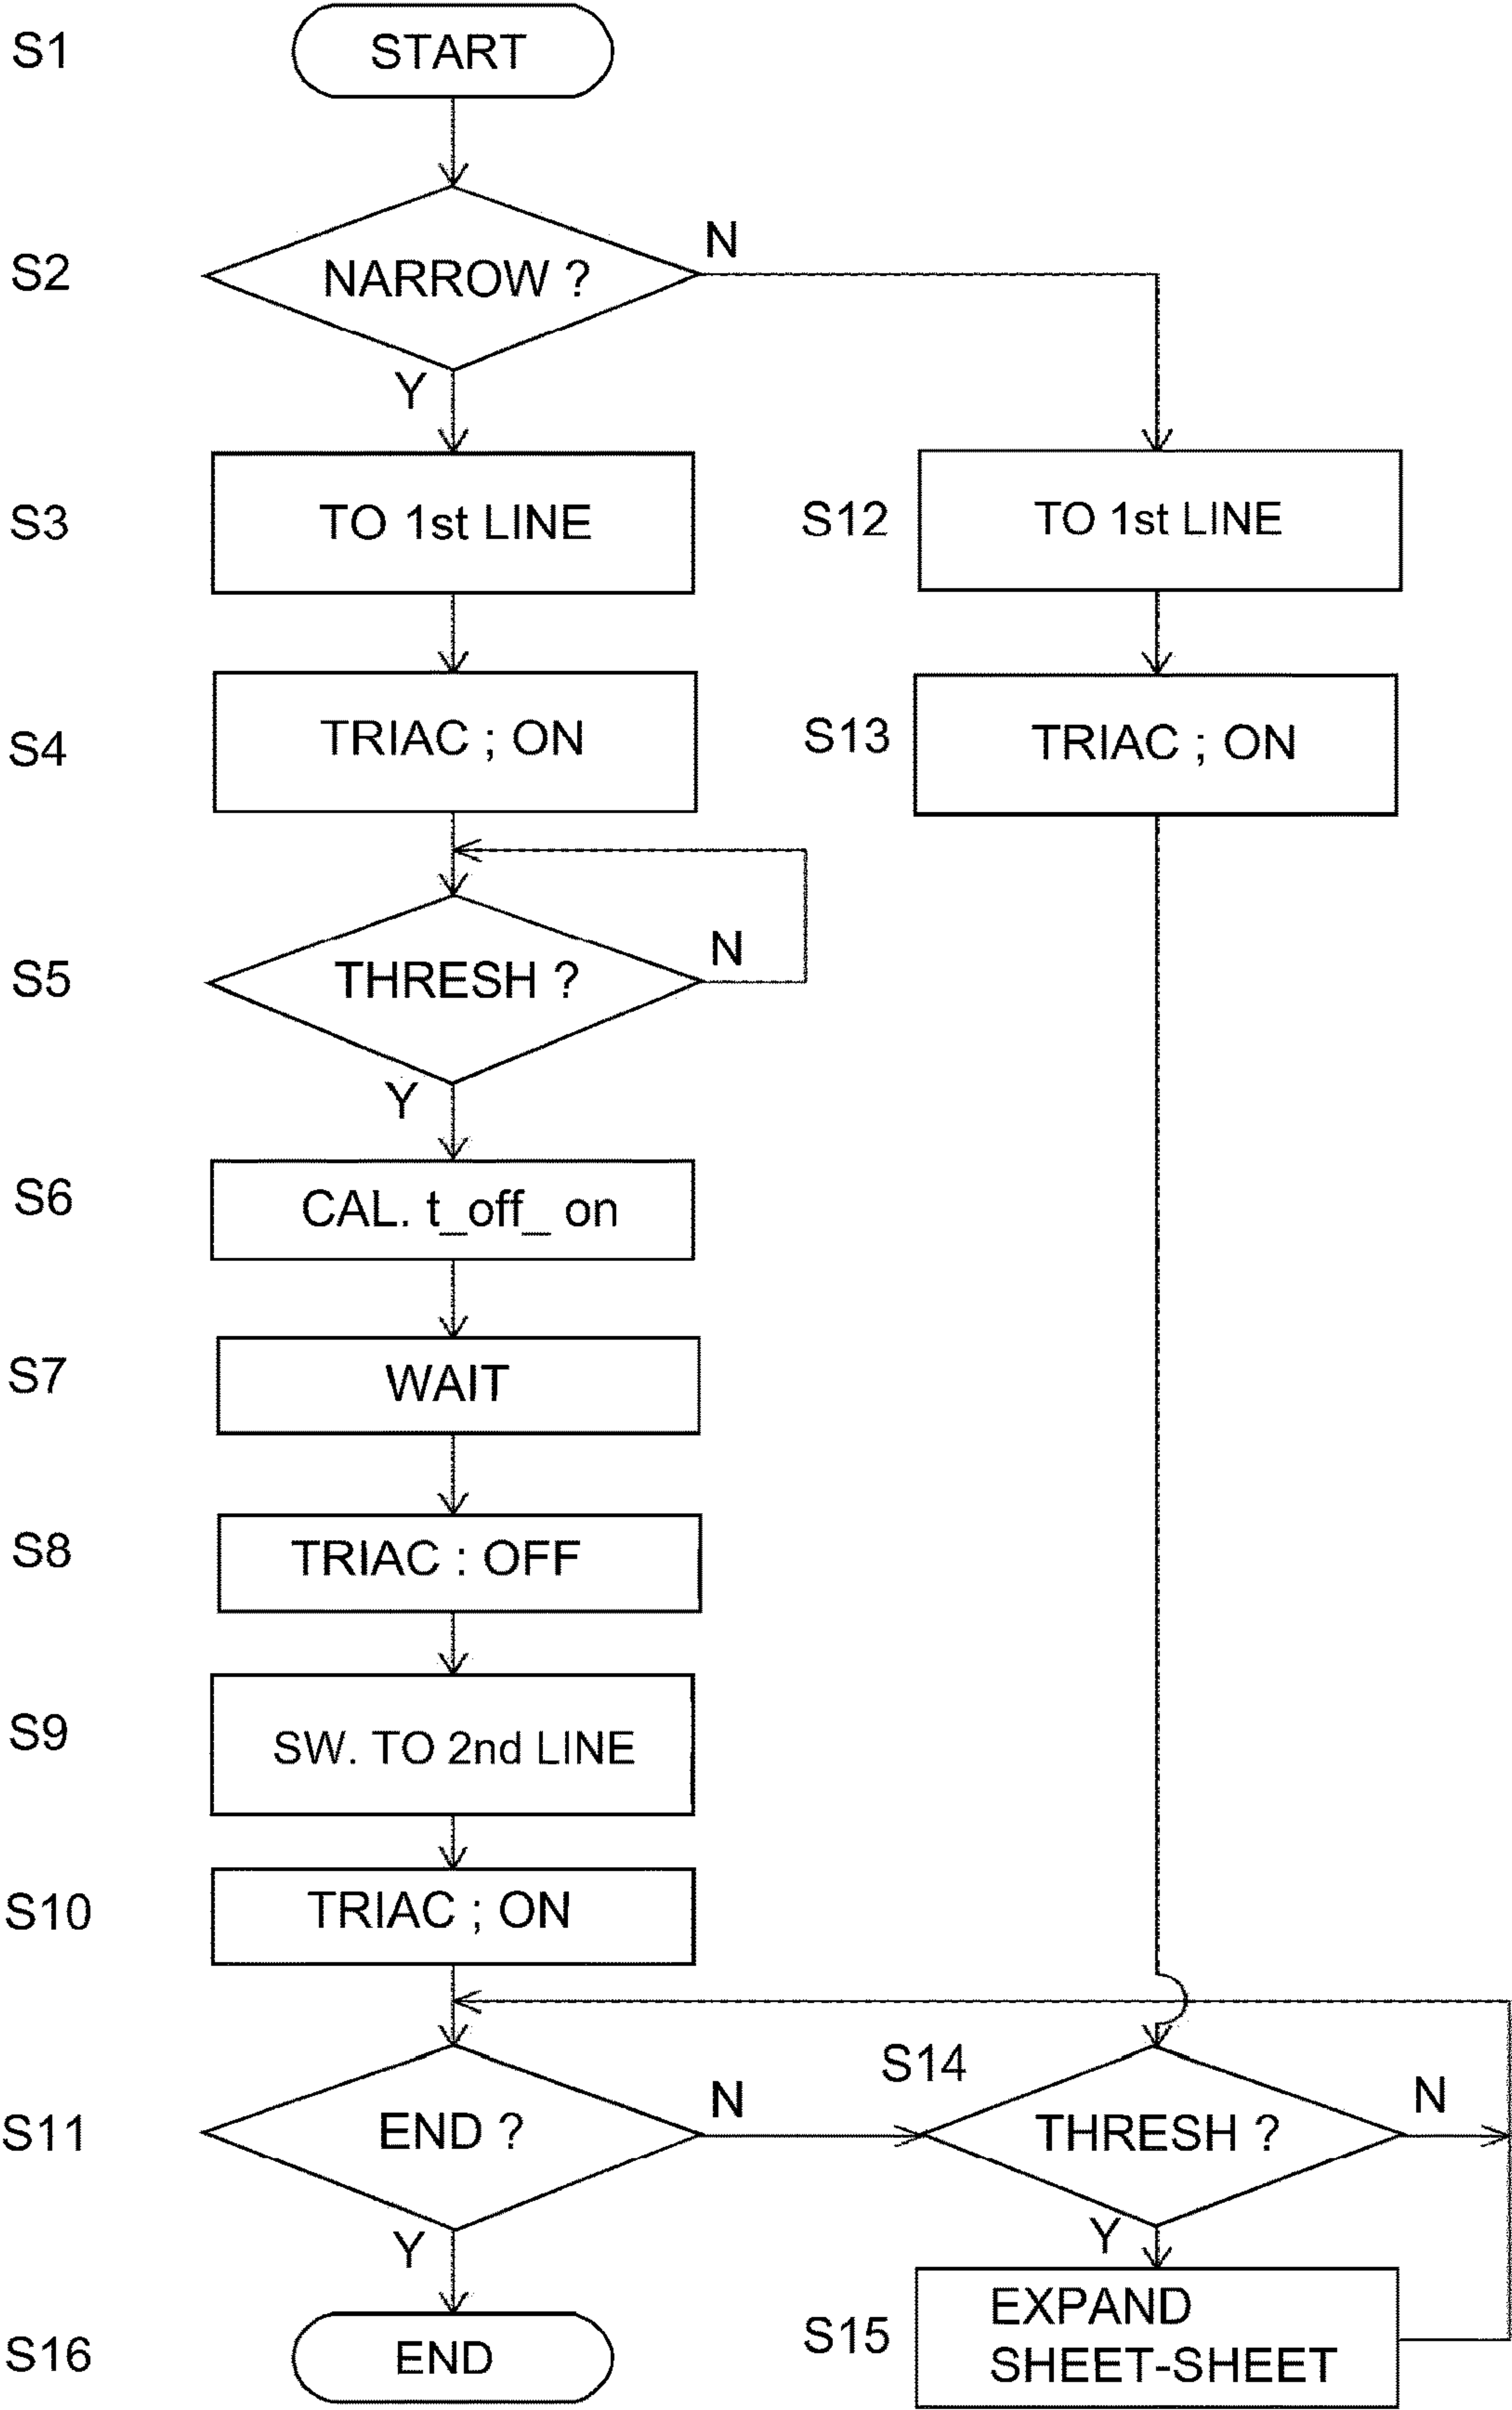 S1 START
S2 NARROW ? N
Y
S3 TO 1st LINE S12 TO 1st LINE
S4 TRIAC ; ON S13 TRIAC ; ON
S5 THRESH ? N
Y
S6 CAL. t_off_ on
S7 WAIT
S8 TRIAC : OFF
S9 SW. TO 2nd LINE
S10 TRIAC ; ON
S11 END ? N S14 THRESH ? N
Y Y
S16 END S15 EXPAND
SHEET-SHEET